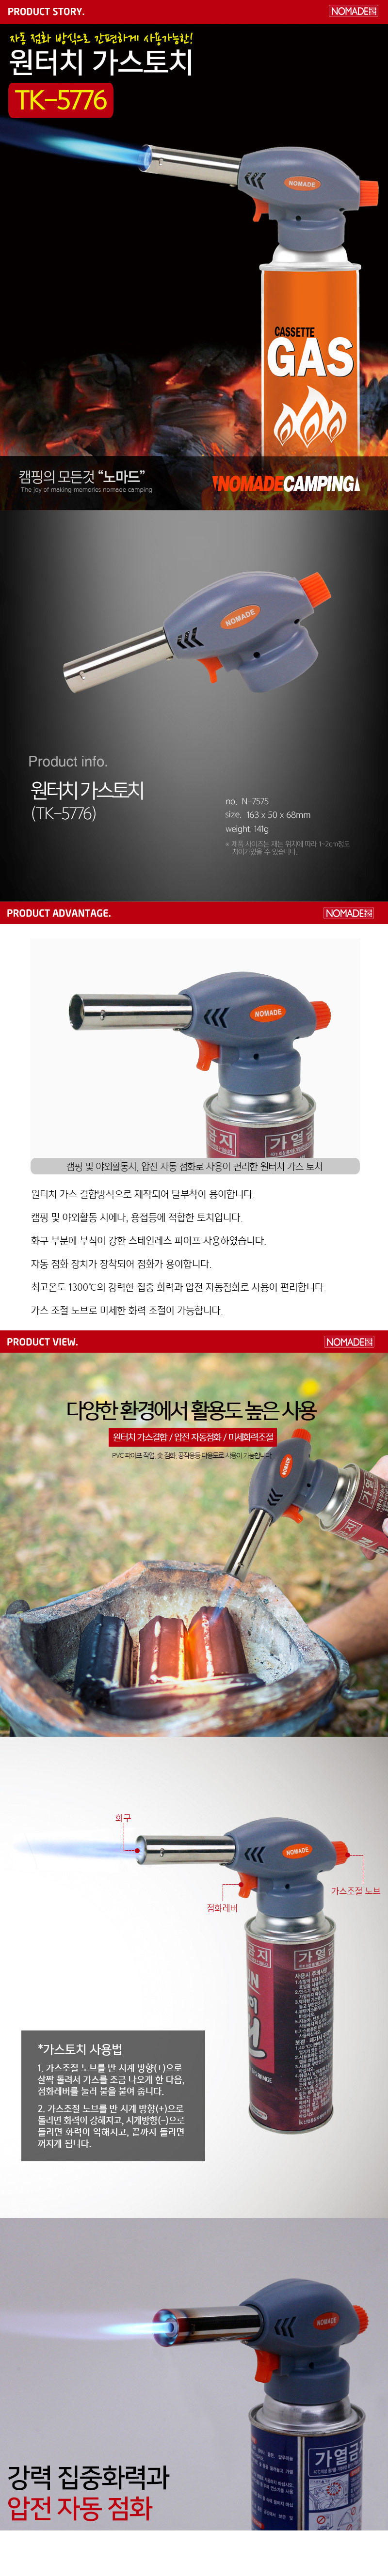 PRODUCT STORY.
NOMADE IN
자동 점화 방식으로 간편하게 사용가능한!
원터치 가스토치
TK-5776
NOMADE
CASSETTE
GAS
캠핑의 모든것 “노마드”
The joy of making memories nomade camping
NOMADECAMPING
NOMADE
Product info.
원터치 가스토치
(TK-5776)
no. N-7575
size. 163 x 50 x 68mm
weight. 141g
※ 제품 사이즈는 재는 위치에 따라 1-2cm정도
차이가있을 수 있습니다.
PRODUCT ADVANTAGE.
NOMADE IN
NOMADE
금지
가열
캠핑 및 야외활동시, 압전 자동 점화로 사용이 편리한 원터치 가스 토치
원터치 가스 결합방식으로 제작되어 탈부착이 용이합니다.
캠핑 및 야외활동 시에나, 용접등에 적합한 토치입니다.
화구 부분에 부식이 강한 스테인레스 파이프 사용하였습니다.
자동 점화 장치가 장착되어 점화가 용이합니다.
최고온도 1300℃의 강력한 집중 화력과 압전 자동점화로 사용이 편리합니다.
가스 조절 노브로 미세한 화력 조절이 가능합니다.
PRODUCT VIEW.
NOMADE IN
다양한 환경에서 활용도 높은 사용
원터치 가스결합 / 압전 자동점화 / 미세화력조절
PVC 파이프 작업, 숯 점화, 공작용등 다용도로 사용이 가능합니다.
NOMADE
화구
NOMADE
가스조절 노브
점화레버
금지
가열금
*가스토치 사용법
1. 가스조절 노브를 반 시계 방향(+)으로
살짝 돌려서 가스를 조금 나오게 한 다음,
점화레버를 눌러 불을 붙여 줍니다.
2. 가스조절 노브를 반 시계 방향(+)으로
돌리면 화력이 강해지고, 시계방향(-)으로
돌리면 화력이 약해지고, 끝까지 돌리면
꺼지게 됩니다.
NOMADE
가열금
강력 집중화력과
압전 자동 점화